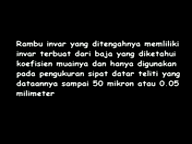 Rambu invar yang ditengahnya memliliki
invar terbuat dari baja yang diketahui
koefisien muainya dan hanya digunakan
pada pengukuran sipat datar teliti yang
dataannya sampai 50 mikron atau 0.05
milimeter